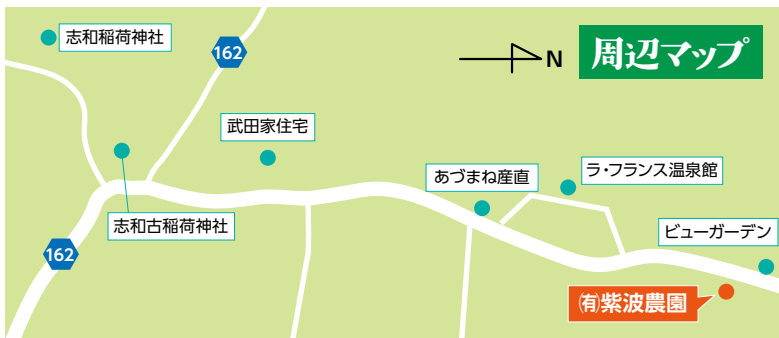 志和稲荷神社
162
N
周辺マップ
武田家住宅
あづまね産直
ラ・フランス温泉館
志和古稲荷神社
ビューガーデン
162
㈲紫波農園